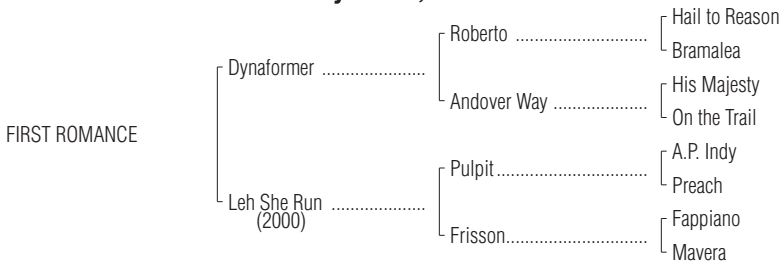 Hail to Reason
Roberto ............................
Bramalea
Dynaformer ......................
His Majesty
Andover Way ....................
On the Trail
FIRST ROMANCE
A.P. Indy
Pulpit................................
Preach
Leh She Run ....................
(2000)
Fappiano
Frisson..............................
Mavera